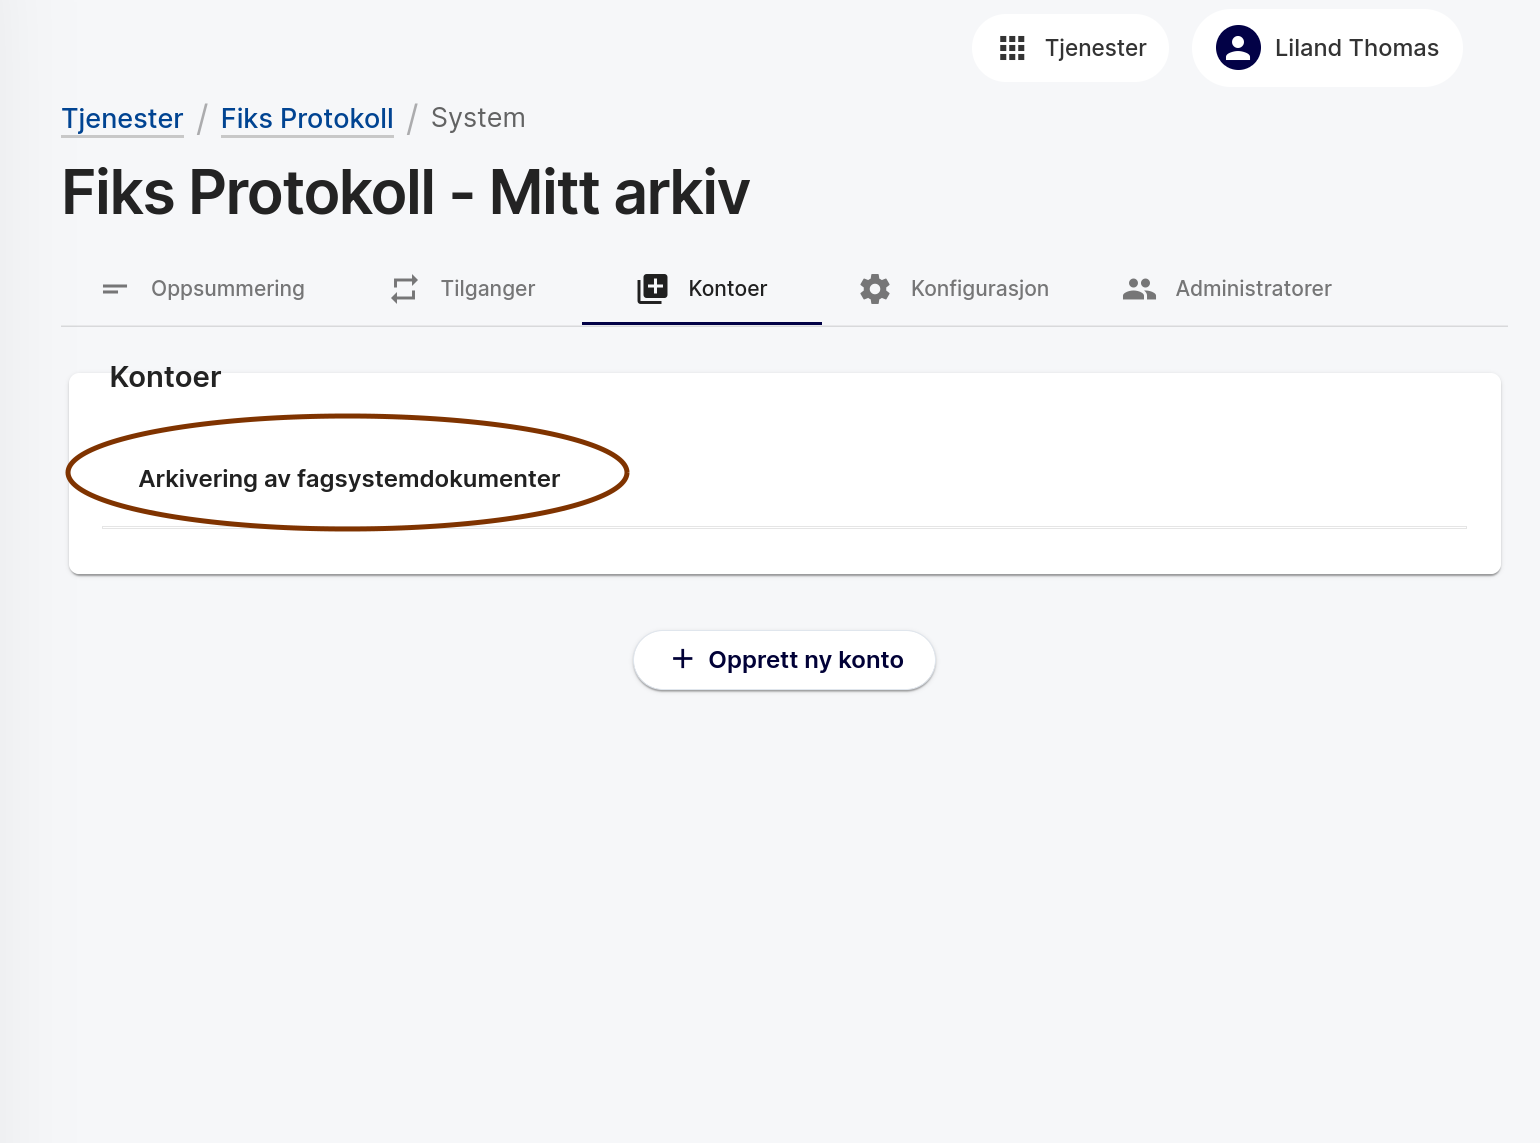 Tjenester
Liland Thomas
Tjenester / Fiks Protokoll / System
Fiks Protokoll - Mitt arkiv
Oppsummering
Tilganger
Kontoer
Konfigurasjon
Administratorer
Kontoer
Arkivering av fagsystemdokumenter
Opprett ny konto